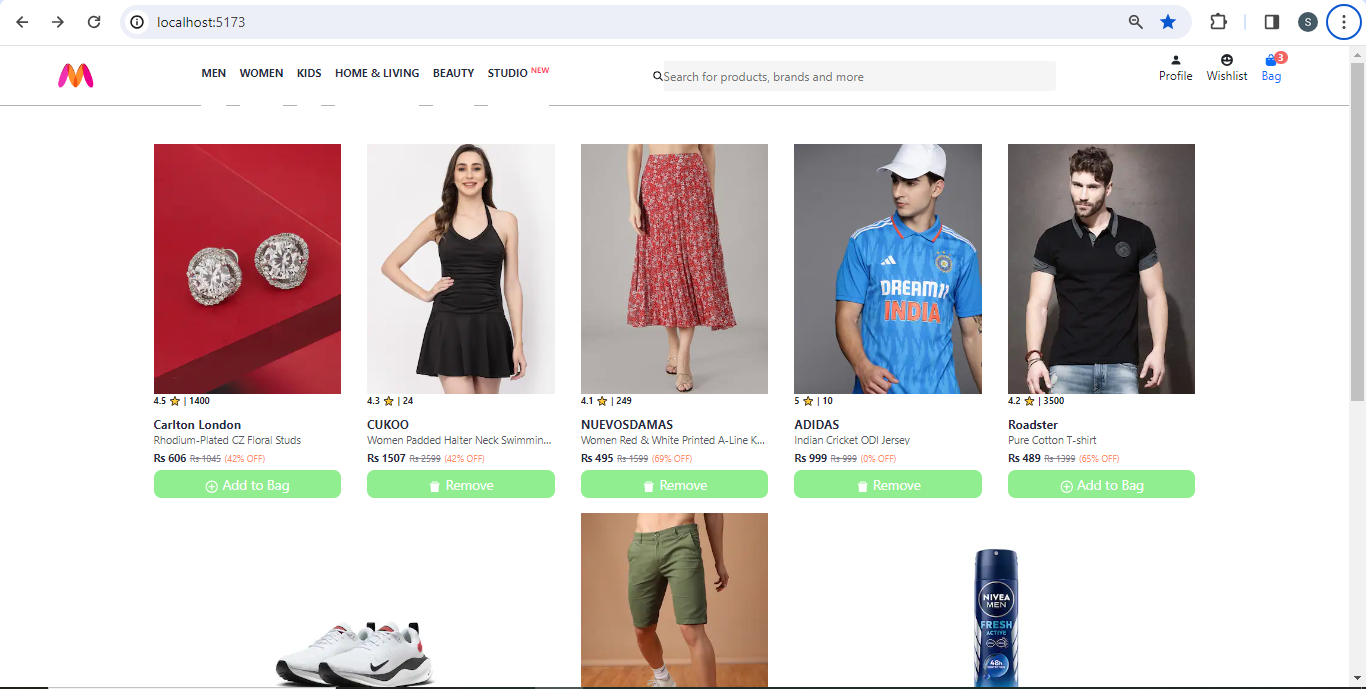 localhost:5173
S
MEN WOMEN KIDS HOME & LIVING BEAUTY STUDIO NEW
Search for products, brands and more
Profile Wishlist Bag 3
DREAM11
INDIA
4.5 | 1400
Carlton London
Rhodium-Plated CZ Floral Studs
Rs 606 Rs 1045 (42% OFF)
Add to Bag
4.3 | 24
CUKOO
Women Padded Halter Neck Swimmin...
Rs 1507 Rs 2599 (42% OFF)
Remove
4.1 | 249
NUEVOSDAMAS
Women Red & White Printed A-Line K...
Rs 495 Rs 1599 (69% OFF)
Remove
5 | 10
ADIDAS
Indian Cricket ODI Jersey
Rs 999 Rs 999 (0% OFF)
Remove
4.2 | 3500
Roadster
Pure Cotton T-shirt
Rs 489 Rs 1399 (65% OFF)
Add to Bag
NIVEA
MEN
FRESH
ACTIVE
48h